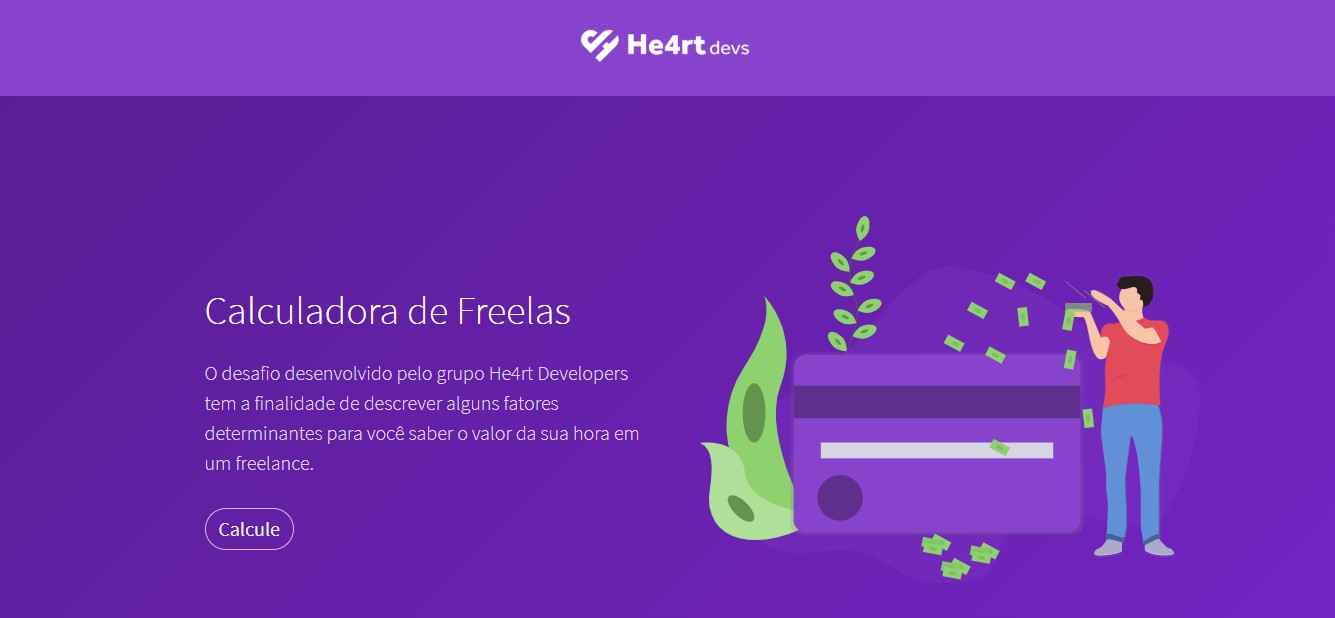 He4rt devs
Calculadora de Freelas
O desafio desenvolvido pelo grupo He4rt Developers
tem a finalidade de descrever alguns fatores
determinantes para você saber o valor da sua hora em
um freelance.
Calcule